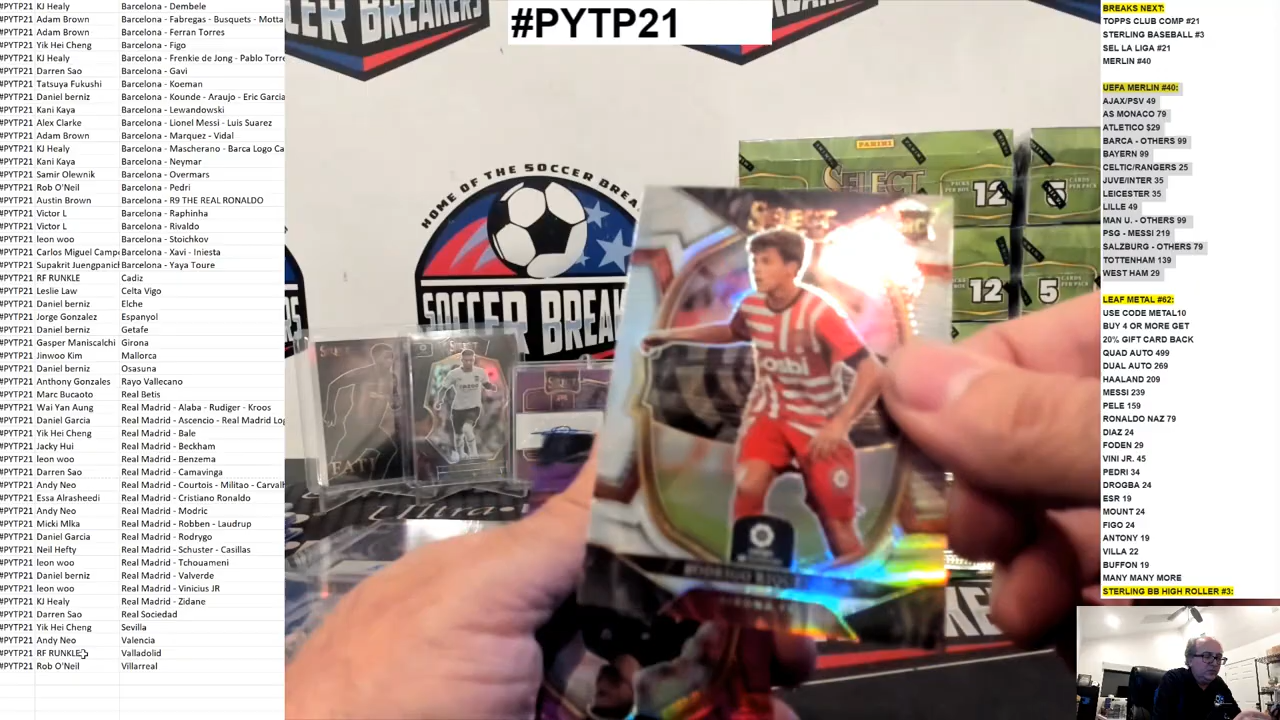 #PYTP21
#PYTP21 KJ Healy Barcelona - Dembele
#PYTP21 Adam Brown Barcelona - Fabregas - Busquets - Motta
#PYTP21 Adam Brown Barcelona - Ferran Torres
#PYTP21 Yik Hei Cheng Barcelona - Figo
#PYTP21 KJ Healy Barcelona - Frenkie de Jong - Pablo Torre
#PYTP21 Darren Sao Barcelona - Gavi
#PYTP21 Tatsuya Fukushi Barcelona - Koeman
#PYTP21 Daniel berniz Barcelona - Kounde - Araujo - Eric Garcia
#PYTP21 Kani Kaya Barcelona - Lewandowski
#PYTP21 Alex Clarke Barcelona - Lionel Messi - Luis Suarez
#PYTP21 Adam Brown Barcelona - Marquez - Vidal
#PYTP21 KJ Healy Barcelona - Mascherano - Barca Logo Ca
#PYTP21 Kani Kaya Barcelona - Neymar
#PYTP21 Samir Olewnik Barcelona - Overmars
#PYTP21 Rob O'Neil Barcelona - Pedri
#PYTP21 Austin Brown Barcelona - R9 THE REAL RONALDO
#PYTP21 Victor L Barcelona - Raphinha
#PYTP21 Victor L Barcelona - Rivaldo
#PYTP21 leon woo Barcelona - Stoichkov
#PYTP21 Carlos Miguel Camp Barcelona - Xavi - Iniesta
#PYTP21 Supakrit Juengpanich Barcelona - Yaya Toure
#PYTP21 RF RUNKLE Cadiz
#PYTP21 Leslie Law Celta Vigo
#PYTP21 Daniel berniz Elche
#PYTP21 Jorge Gonzalez Espanyol
#PYTP21 Daniel berniz Getafe
#PYTP21 Gasper Maniscalchi Girona
#PYTP21 Jinwoo Kim Mallorca
#PYTP21 Daniel berniz Osasuna
#PYTP21 Anthony Gonzales Rayo Vallecano
#PYTP21 Marc Bucaoto Real Betis
#PYTP21 Wai Yan Aung Real Madrid - Alaba - Rudiger - Kroos
#PYTP21 Daniel Garcia Real Madrid - Ascencio - Real Madrid Log
#PYTP21 Yik Hei Cheng Real Madrid - Bale
#PYTP21 Jacky Hui Real Madrid - Beckham
#PYTP21 leon woo Real Madrid - Benzema
#PYTP21 Darren Sao Real Madrid - Camavinga
#PYTP21 Andy Neo Real Madrid - Courtois - Militao - Carval
#PYTP21 Essa Alrasheedi Real Madrid - Cristiano Ronaldo
#PYTP21 Andy Neo Real Madrid - Modric
#PYTP21 Micki Mlka Real Madrid - Robben - Laudrup
#PYTP21 Daniel Garcia Real Madrid - Rodrygo
#PYTP21 Neil Hefty Real Madrid - Schuster - Casillas
#PYTP21 leon woo Real Madrid - Tchouameni
#PYTP21 Daniel berniz Real Madrid - Valverde
#PYTP21 leon woo Real Madrid - Vinicius JR
#PYTP21 KJ Healy Real Madrid - Zidane
#PYTP21 Darren Sao Real Sociedad
#PYTP21 Yik Hei Cheng Sevilla
#PYTP21 Andy Neo Valencia
#PYTP21 RF RUNKLE Valladolid
#PYTP21 Rob O'Neil Villarreal
BREAKERS
HOME OF THE SOCCER BREA
SOCCER BREAKERS
PANINI
SELECT
12
5
12
5
SELECT
RODRIGO
GIRONA FC
FATI
Ultra
BREAKS NEXT:
TOPPS CLUB COMP #21
STERLING BASEBALL #3
SEL LA LIGA #21
MERLIN #40
UEFA MERLIN #40:
AJAX/PSV 49
AS MONACO 79
ATLETICO $29
BARCA - OTHERS 99
BAYERN 99
CELTIC/RANGERS 25
JUVE/INTER 35
LEICESTER 35
LILLE 49
MAN U. - OTHERS 99
PSG - MESSI 219
SALZBURG - OTHERS 79
TOTTENHAM 139
WEST HAM 29
LEAF METAL #62:
USE CODE METAL10
BUY 4 OR MORE GET
20% GIFT CARD BACK
QUAD AUTO 499
DUAL AUTO 269
HAALAND 209
MESSI 239
PELE 159
RONALDO NAZ 79
DIAZ 24
FODEN 29
VINI JR. 45
PEDRI 34
DROGBA 24
ESR 19
MOUNT 24
FIGO 24
ANTONY 19
VILLA 22
BUFFON 19
MANY MANY MORE
STERLING BB HIGH ROLLER #3: